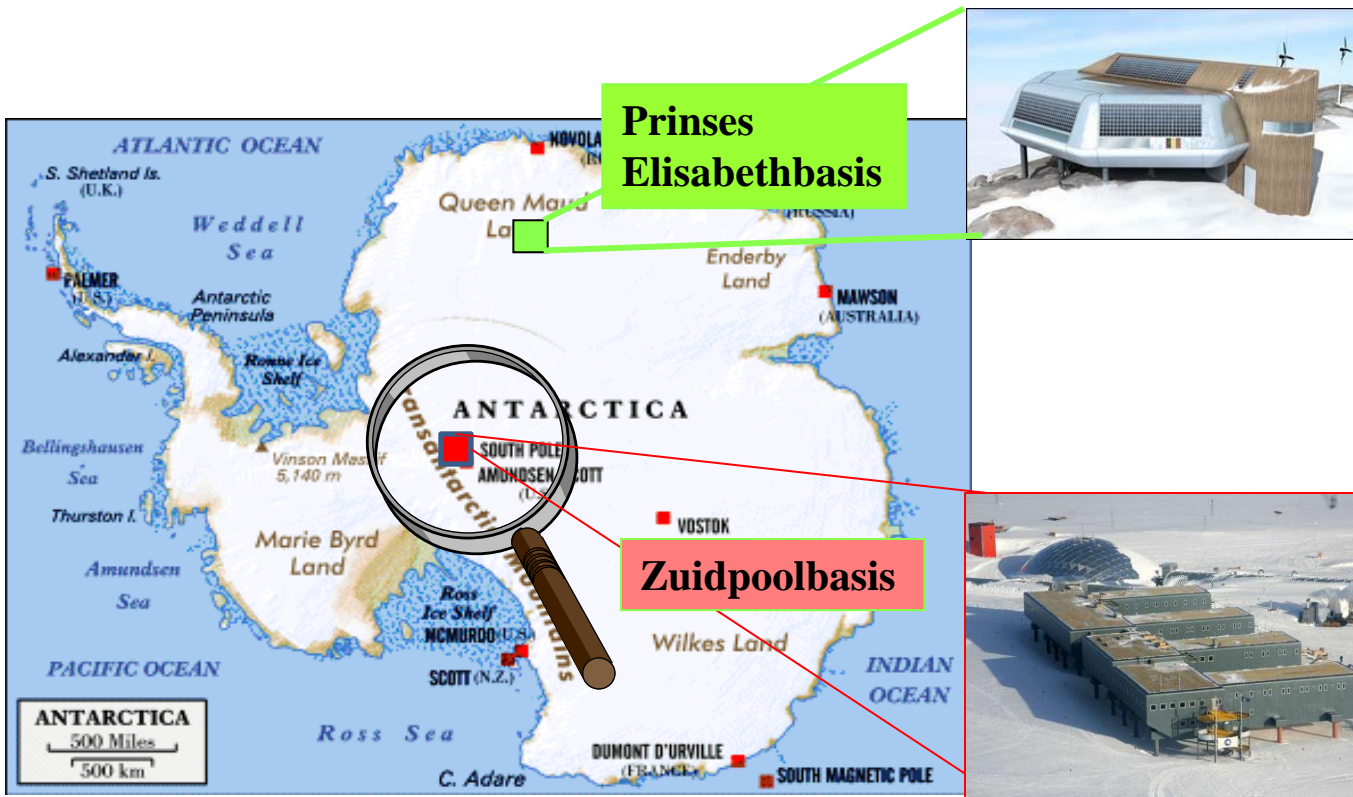 Prinses
Elisabethbasis
ATLANTIC OCEAN
S. Shetland Is.
(U.K.)
Weddell
Sea
Queen Maud
(RUSSIA)
Enderby
Land
PALMER
(U.S.)
Antarctic
Peninsula
MAWSON
(AUSTRALIA)
Alexander I.
Ronne Ice
Shelf
ANTARCTICA
Bellingshausen
Sea
Vinson Massif
5,140 m
SOUTH POLE
AMUNDSEN SCOTT
Thurston I.
VOSTOK
Marie Byrd
Land
Zuidpoolbasis
Amundsen
Sea
Ross
Ice Shelf
MCMURDO (U.S.)
Wilkes Land
PACIFIC OCEAN
SCOTT (N.Z.)
INDIAN
OCEAN
ANTARCTICA
500 Miles
500 km
Ross Sea
DUMONT D'URVILLE
(FRANCE)
C. Adare
SOUTH MAGNETIC POLE